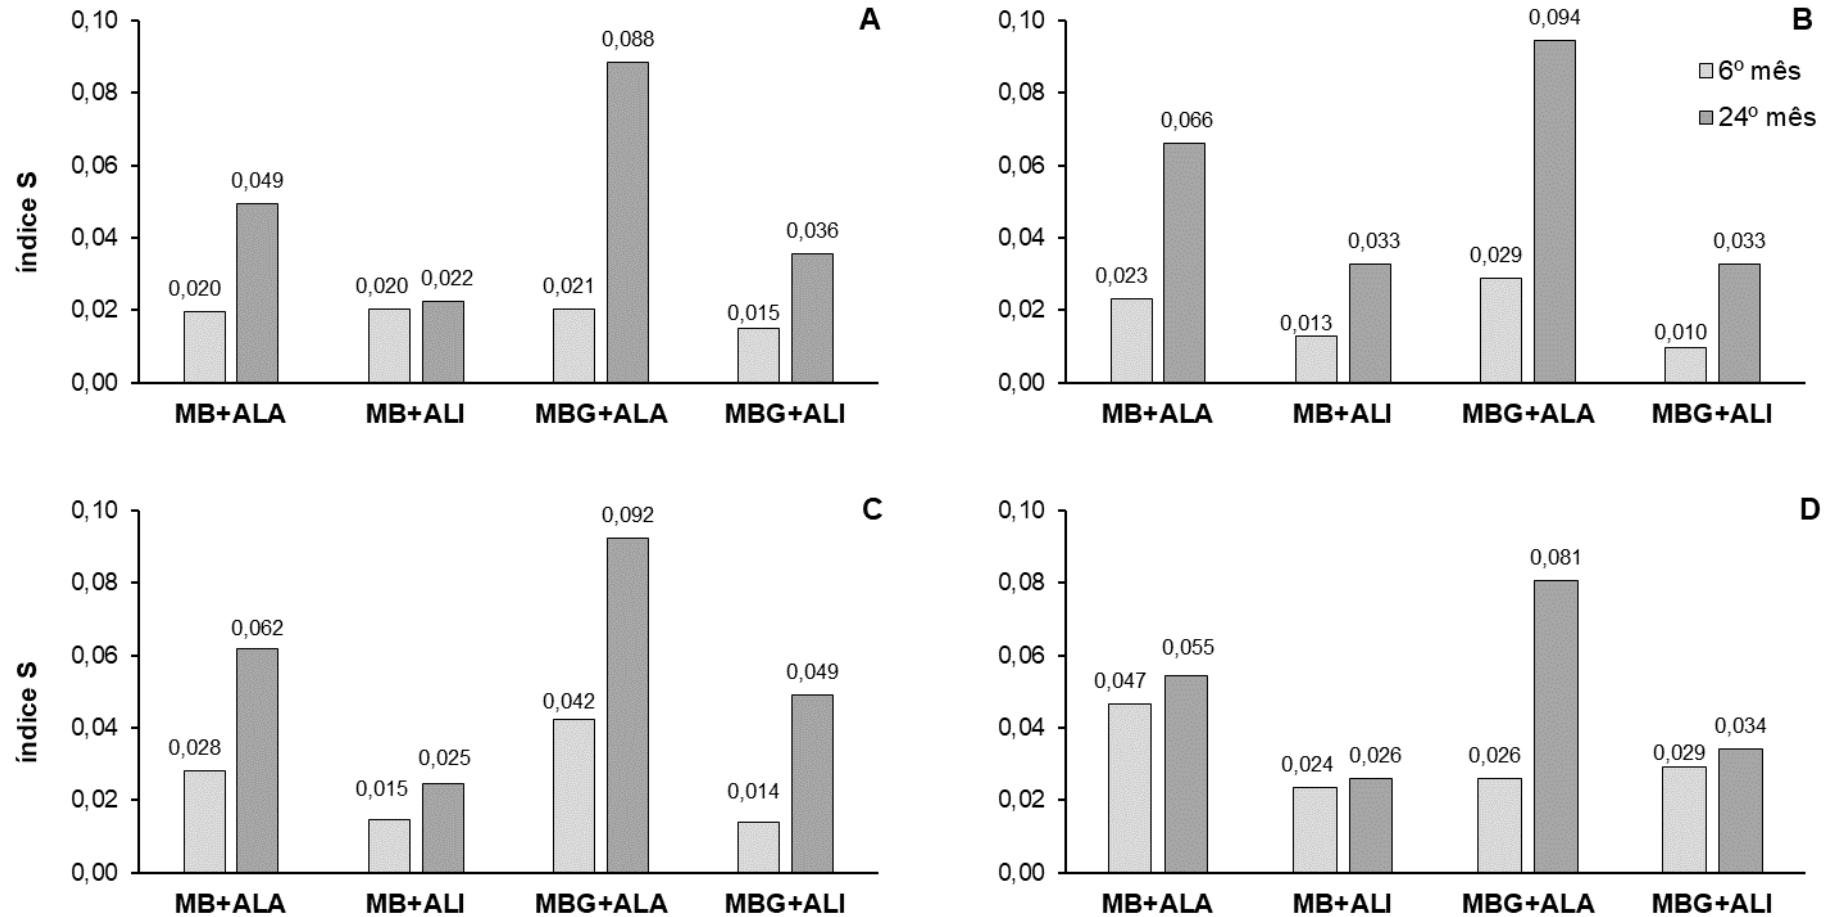 A
índice S
0,10
0,08
0,06
0,04
0,02
0,00
0,020
0,049
0,020
0,022
0,021
0,088
0,015
0,036
MB+ALA
MB+ALI
MBG+ALA
MBG+ALI
B
6º mês
24º mês
0,10
0,08
0,06
0,04
0,02
0,00
0,023
0,066
0,013
0,033
0,029
0,094
0,010
0,033
MB+ALA
MB+ALI
MBG+ALA
MBG+ALI
C
índice S
0,10
0,08
0,06
0,04
0,02
0,00
0,028
0,062
0,015
0,025
0,042
0,092
0,014
0,049
MB+ALA
MB+ALI
MBG+ALA
MBG+ALI
D
0,10
0,08
0,06
0,04
0,02
0,00
0,047
0,055
0,024
0,026
0,026
0,081
0,029
0,034
MB+ALA
MB+ALI
MBG+ALA
MBG+ALI